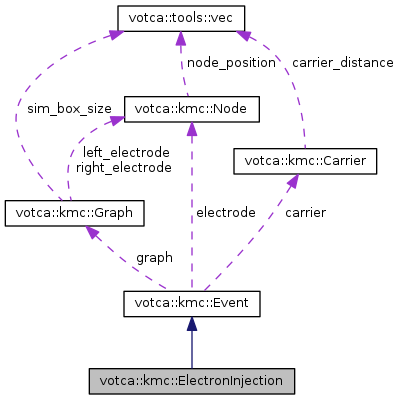 votca::tools::vec
node_position
carrier_distance
sim_box_size
votca::kmc::Node
left_electrode
right_electrode
votca::kmc::Carrier
votca::kmc::Graph
electrode
carrier
graph
votca::kmc::Event
votca::kmc::ElectronInjection